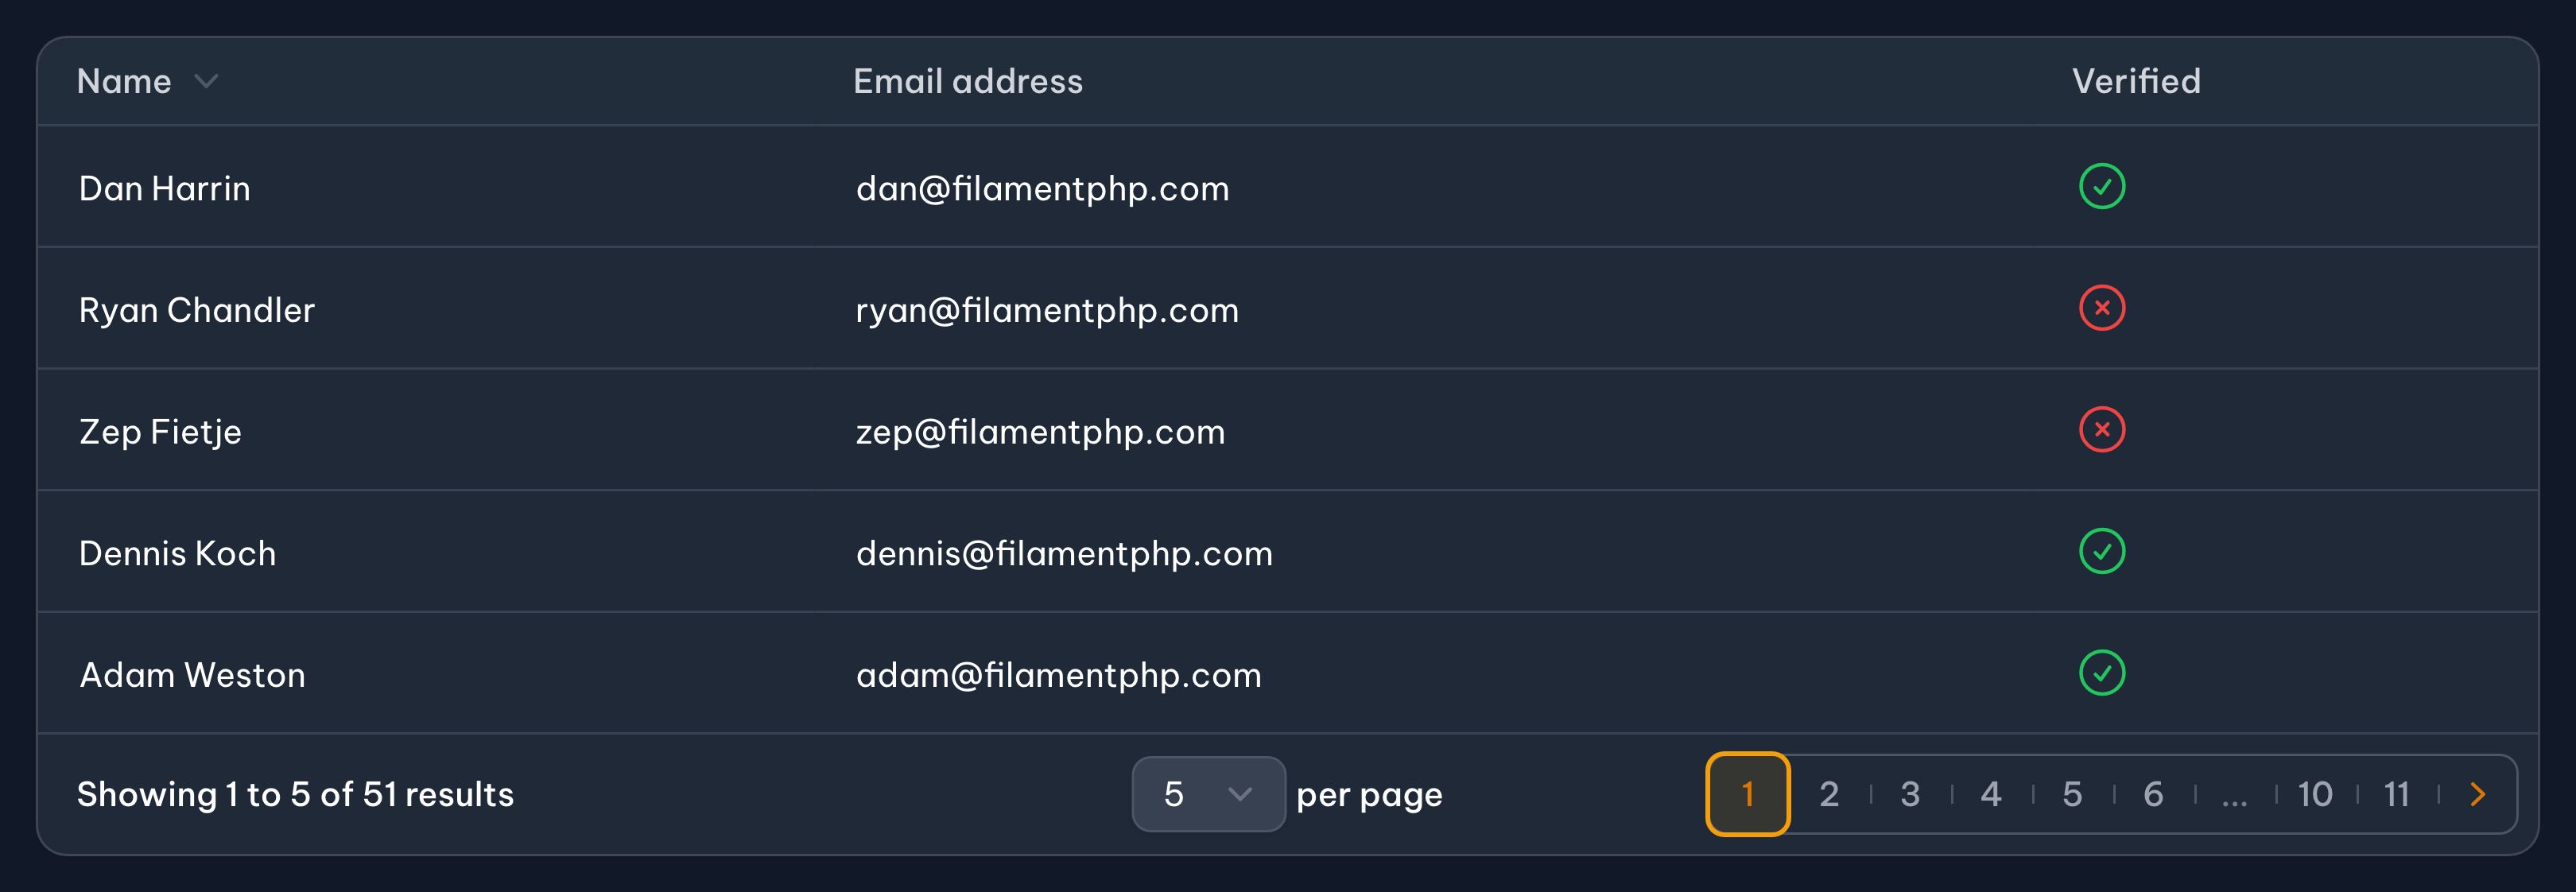 Name Email address Verified
Dan Harrin dan@filamentphp.com
Ryan Chandler ryan@filamentphp.com
Zep Fietje zep@filamentphp.com
Dennis Koch dennis@filamentphp.com
Adam Weston adam@filamentphp.com
Showing 1 to 5 of 51 results 5 per page 1 2 3 4 5 6 ... 10 11